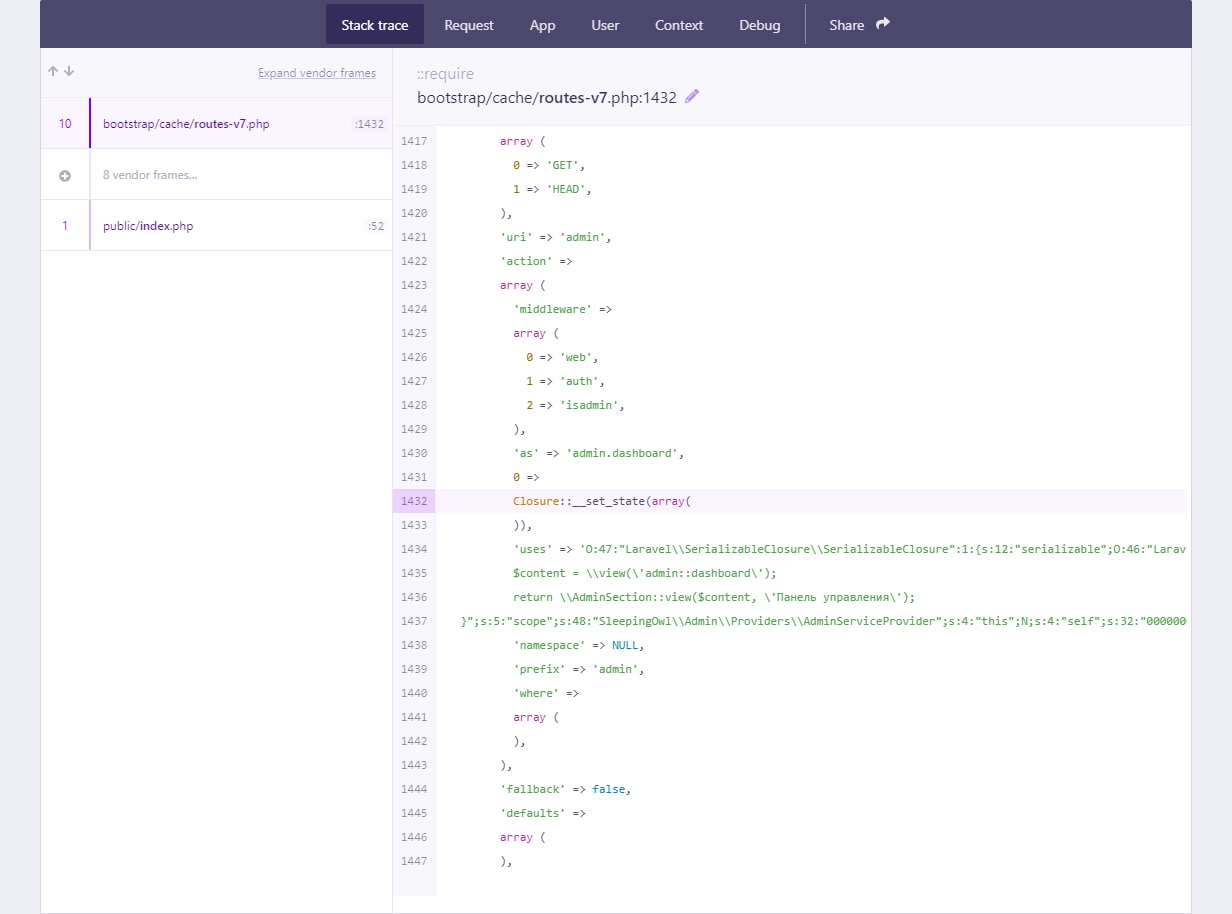 Stack trace Request App User Context Debug Share
Expand vendor frames
10 bootstrap/cache/routes-v7.php :1432
8 vendor frames...
1 public/index.php :52
::require
bootstrap/cache/routes-v7.php:1432
1417 array (
1418 0 => 'GET',
1419 1 => 'HEAD',
1420 ),
1421 'uri' => 'admin',
1422 'action' =>
1423 array (
1424 'middleware' =>
1425 array (
1426 0 => 'web',
1427 1 => 'auth',
1428 2 => 'isadmin',
1429 ),
1430 'as' => 'admin.dashboard',
1431 0 =>
1432 Closure::__set_state(array(
1433 )),
1434 'uses' => 'O:47:"Laravel\\SerializableClosure\\SerializableClosure":1:{s:12:"serializable";O:46:"Larav
1435 $content = \\view(\'admin::dashboard\');
1436 return \\AdminSection::view($content, \'Панель управления\');
1437 }";s:5:"scope";s:48:"SleepingOwl\\Admin\\Providers\\AdminServiceProvider";s:4:"this";N;s:4:"self";s:32:"0000000
1438 'namespace' => NULL,
1439 'prefix' => 'admin',
1440 'where' =>
1441 array (
1442 ),
1443 ),
1444 'fallback' => false,
1445 'defaults' =>
1446 array (
1447 ),